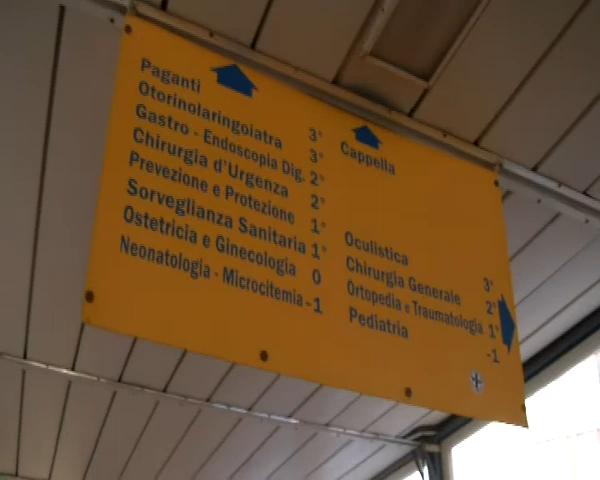 Paganti 3°
Otorinolaringoiatra 3°
Gastro - Endoscopia Dig. 2°
Chirurgia d'Urgenza 2°
Prevezione e Protezione 1°
Sorveglianza Sanitaria 1°
Ostetricia e Ginecologia 0
Neonatologia - Microcitemia -1
Cappella
Oculistica 3°
Chirurgia Generale 2°
Ortopedia e Traumatologia 1°
Pediatria -1